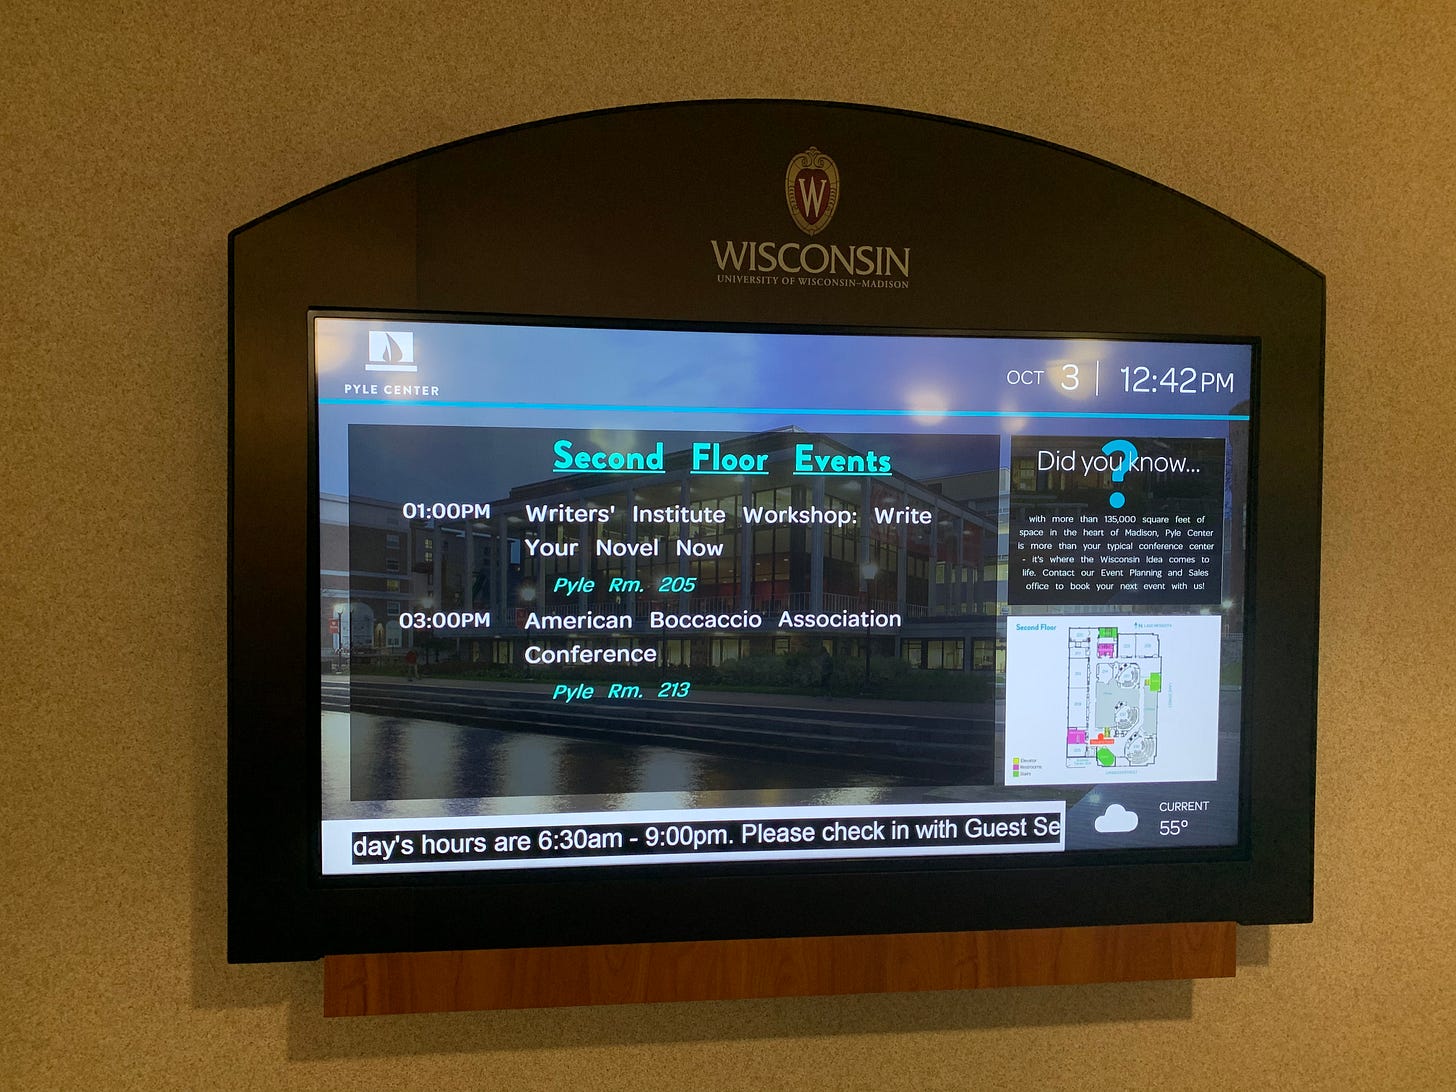 W
WISCONSIN
UNIVERSITY OF WISCONSIN–MADISON
PYLE CENTER
OCT 3 | 12:42 PM
Second Floor Events
01:00PM Writers' Institute Workshop: Write
Your Novel Now
Pyle Rm. 205
03:00PM American Boccaccio Association
Conference
Pyle Rm. 213
?
Did you know...
with more than 135,000 square feet of
space in the heart of Madison, Pyle Center
is more than your typical conference center
- it's where the Wisconsin Idea comes to
life. Contact our Event Planning and Sales
office to book your next event with us!
Second Floor
N LAKE MENDOTA
Elevator
Restrooms
Stairs
day's hours are 6:30am - 9:00pm. Please check in with Guest Se
CURRENT
55°